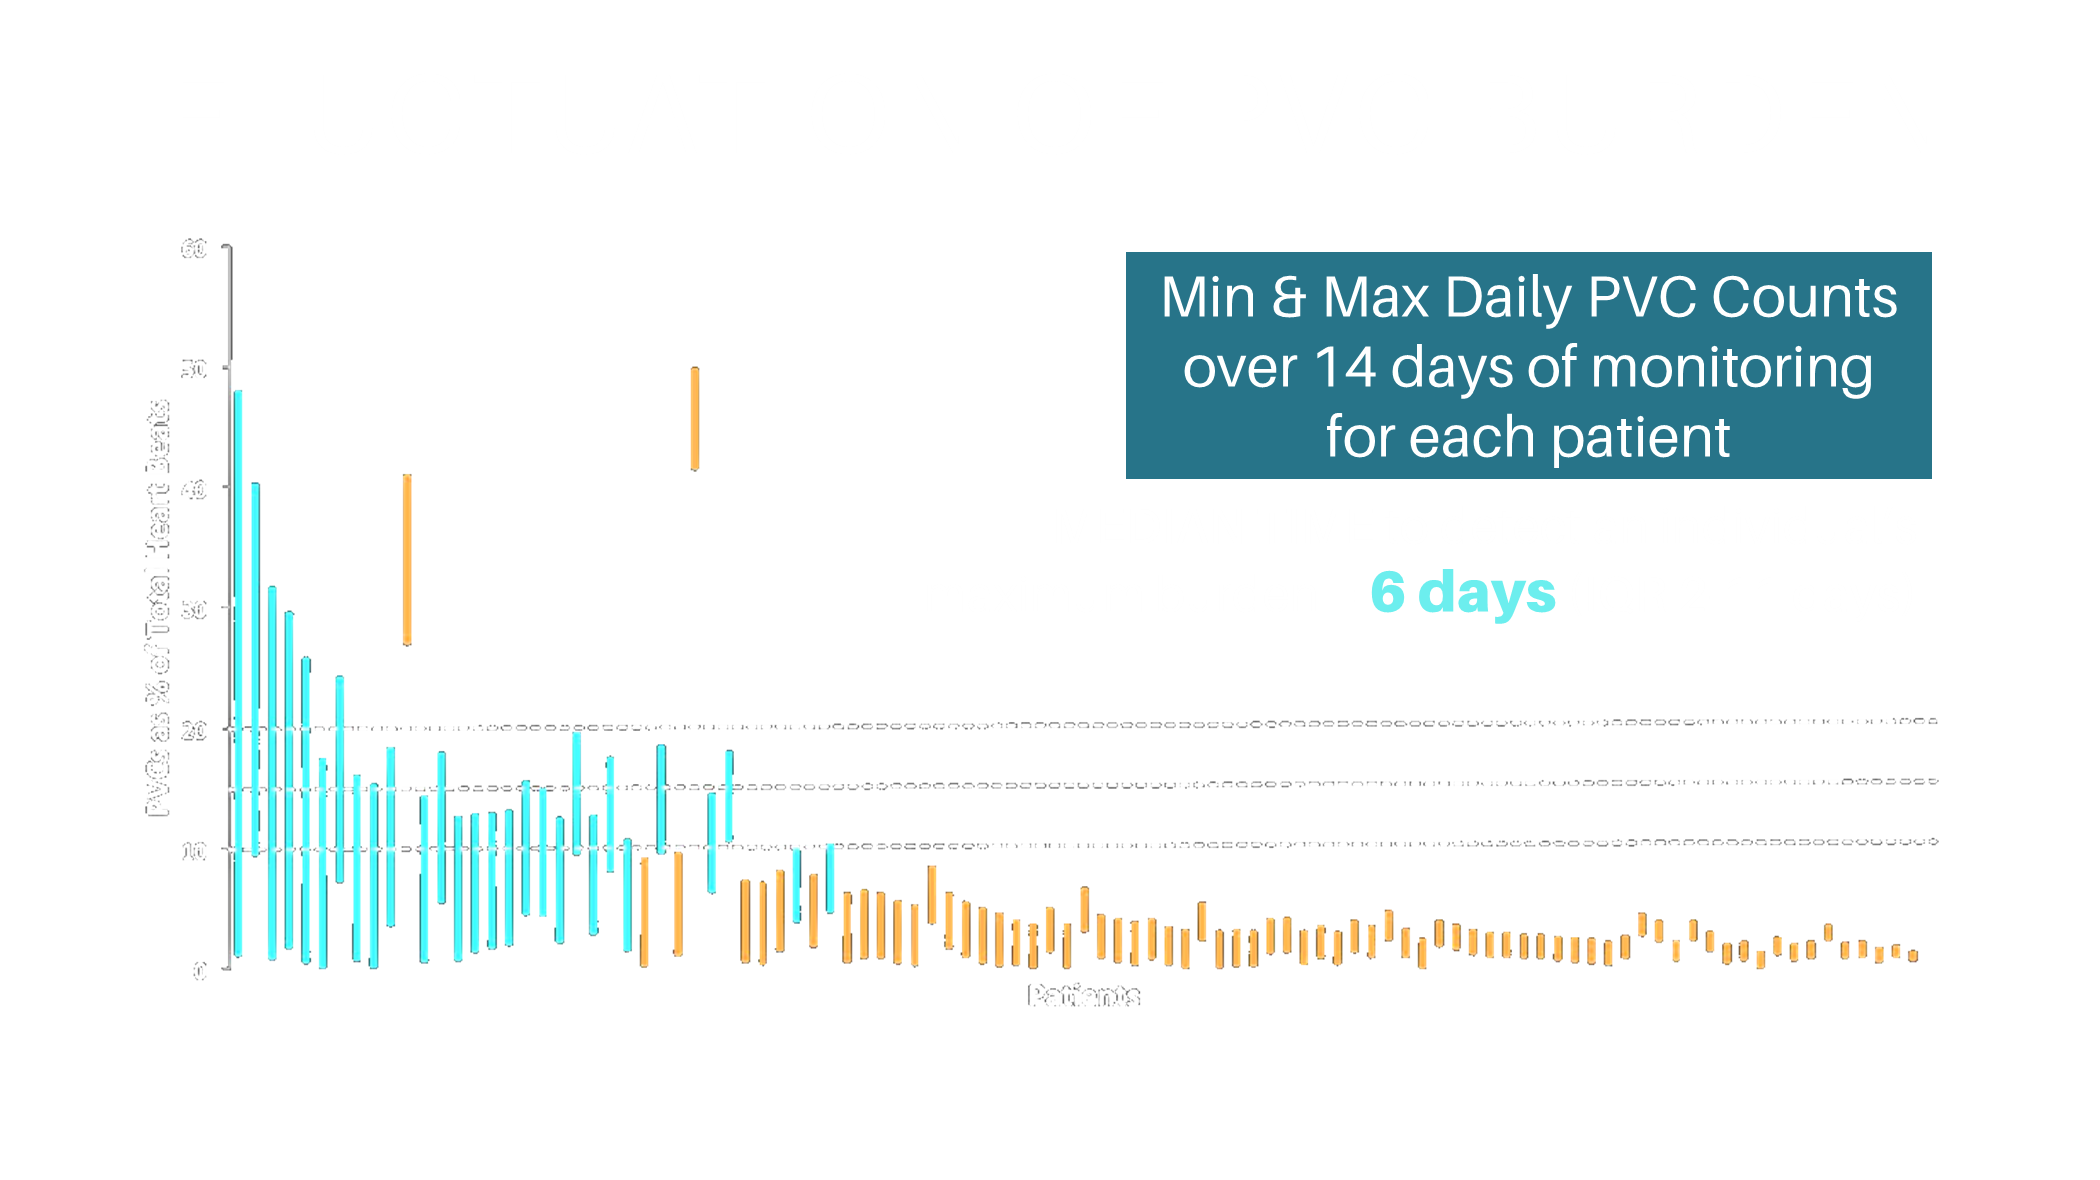 Min & Max Daily PVC Counts
over 14 days of monitoring
for each patient
6 days
PVCs as % of Total Heart Beats
60
50
40
30
20
10
0
Patients